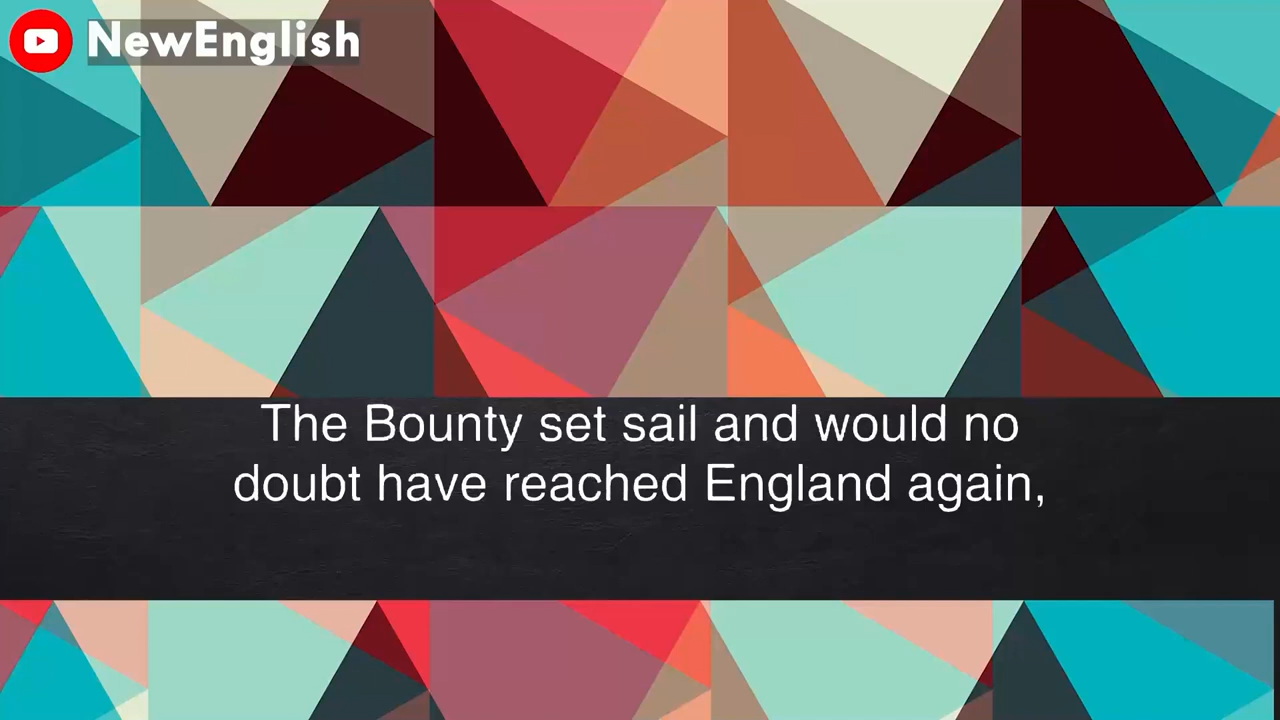 NewEnglish
The Bounty set sail and would no
doubt have reached England again,